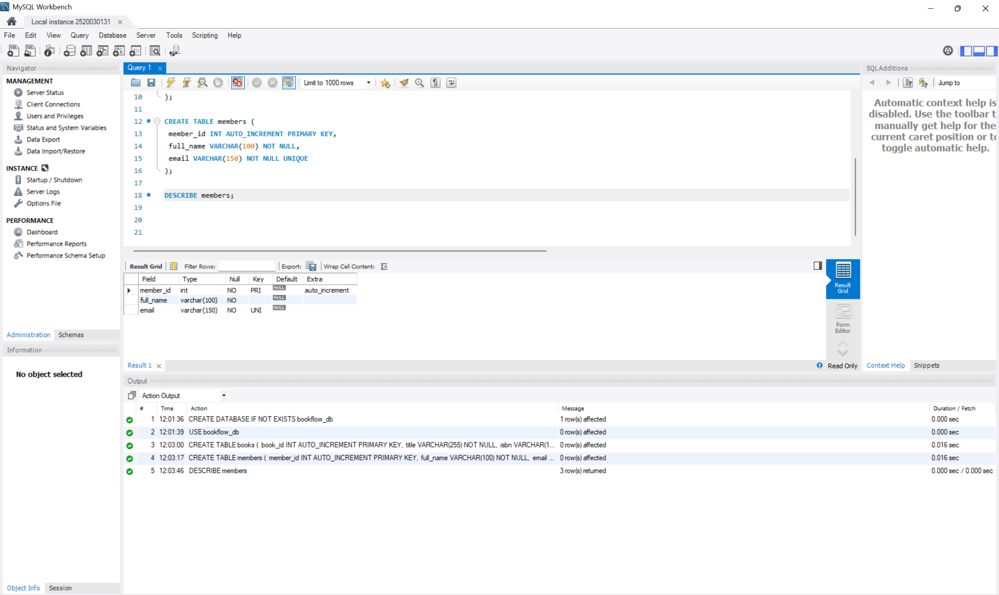 MySQL Workbench
Local instance 2520030131
File Edit View Query Database Server Tools Scripting Help
Navigator
MANAGEMENT
Server Status
Client Connections
Users and Privileges
Status and System Variables
Data Export
Data Import/Restore
INSTANCE
Startup / Shutdown
Server Logs
Options File
PERFORMANCE
Dashboard
Performance Reports
Performance Schema Setup
Administration Schemas
Information
No object selected
Object Info Session
Query 1
Limit to 1000 rows
10 );
11
12 CREATE TABLE members (
13 member_id INT AUTO_INCREMENT PRIMARY KEY,
14 full_name VARCHAR(100) NOT NULL,
15 email VARCHAR(150) NOT NULL UNIQUE
16 );
17
18 DESCRIBE members;
19
20
21
Result Grid Filter Rows: Export: Wrap Cell Content:
Field Type Null Key Default Extra
member_id int NO PRI NULL auto_increment
full_name varchar(100) NO NULL
email varchar(150) NO UNI NULL
Result
Grid
Form
Editor
Result 1 Read Only
SQLAdditions
Jump to
Automatic context help is
disabled. Use the toolbar t
manually get help for the
current caret position or to
toggle automatic help.
Context Help Snippets
Output
Action Output
# Time Action Message Duration / Fetch
1 12:01:36 CREATE DATABASE IF NOT EXISTS bookflow_db 1 row(s) affected 0.000 sec
2 12:01:39 USE bookflow_db 0 row(s) affected 0.000 sec
3 12:03:00 CREATE TABLE books ( book_id INT AUTO_INCREMENT PRIMARY KEY, title VARCHAR(255) NOT NULL, isbn VARCHAR(1... 0 row(s) affected 0.016 sec
4 12:03:17 CREATE TABLE members ( member_id INT AUTO_INCREMENT PRIMARY KEY, full_name VARCHAR(100) NOT NULL, email ... 0 row(s) affected 0.016 sec
5 12:03:46 DESCRIBE members 3 row(s) returned 0.000 sec / 0.000 sec